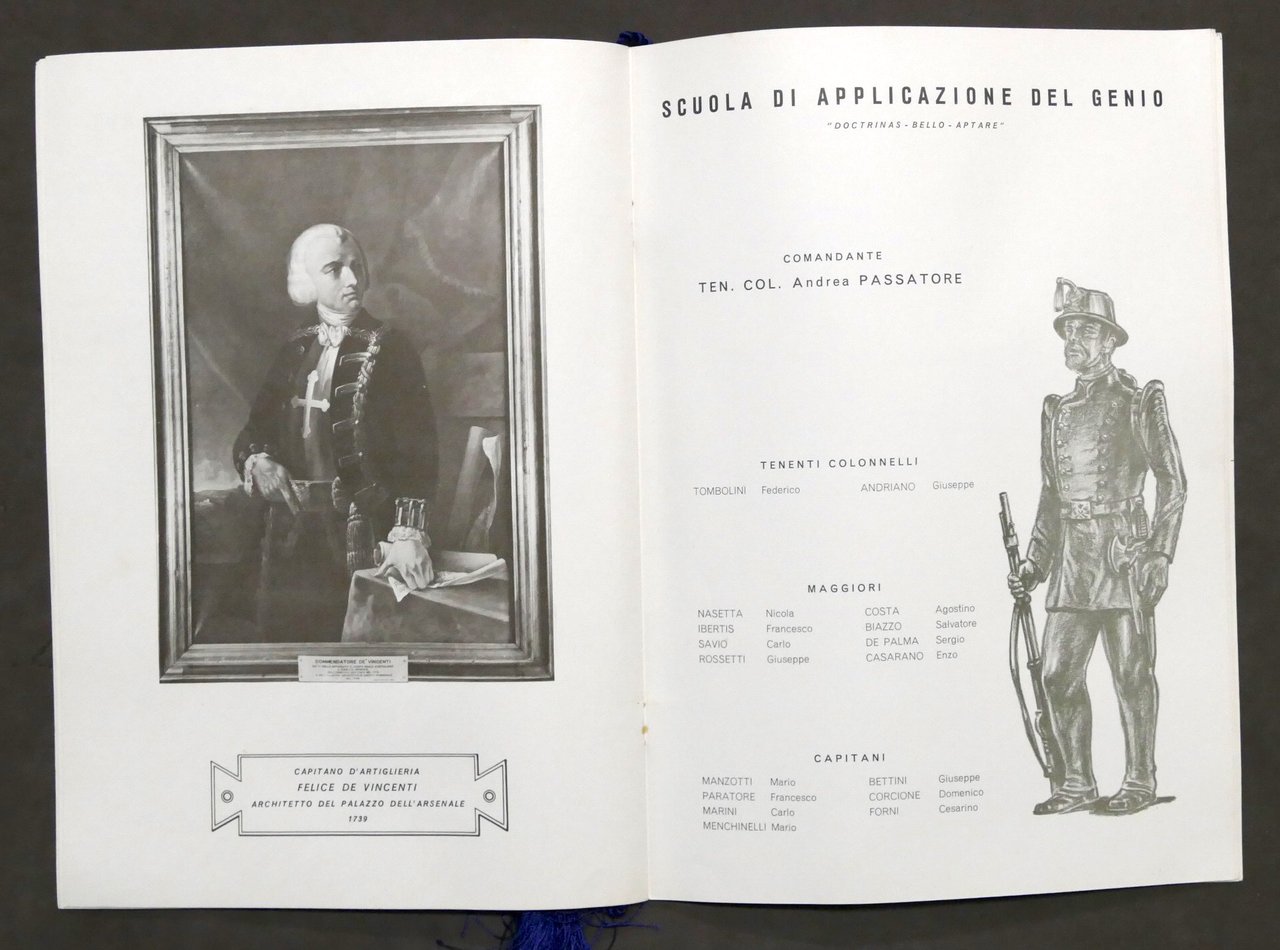 COMMENDATORE DE' VINCENTI
CAPITANO D'ARTIGLIERIA
FELICE DE VINCENTI
ARCHITETTO DEL PALAZZO DELL'ARSENALE
1739
SCUOLA DI APPLICAZIONE DEL GENIO
"DOCTRINAS - BELLO - APTARE"
COMANDANTE
TEN. COL. Andrea PASSATORE
TENENTI COLONNELLI
TOMBOLINI Federico ANDRIANO Giuseppe
MAGGIORI
NASETTA Nicola COSTA Agostino
IBERTIS Francesco BIAZZO Salvatore
SAVIO Carlo DE PALMA Sergio
ROSSETTI Giuseppe CASARANO Enzo
CAPITANI
MANZOTTI Mario BETTINI Giuseppe
PARATORE Francesco CORCIONE Domenico
MARINI Carlo FORNI Cesarino
MENCHINELLI Mario